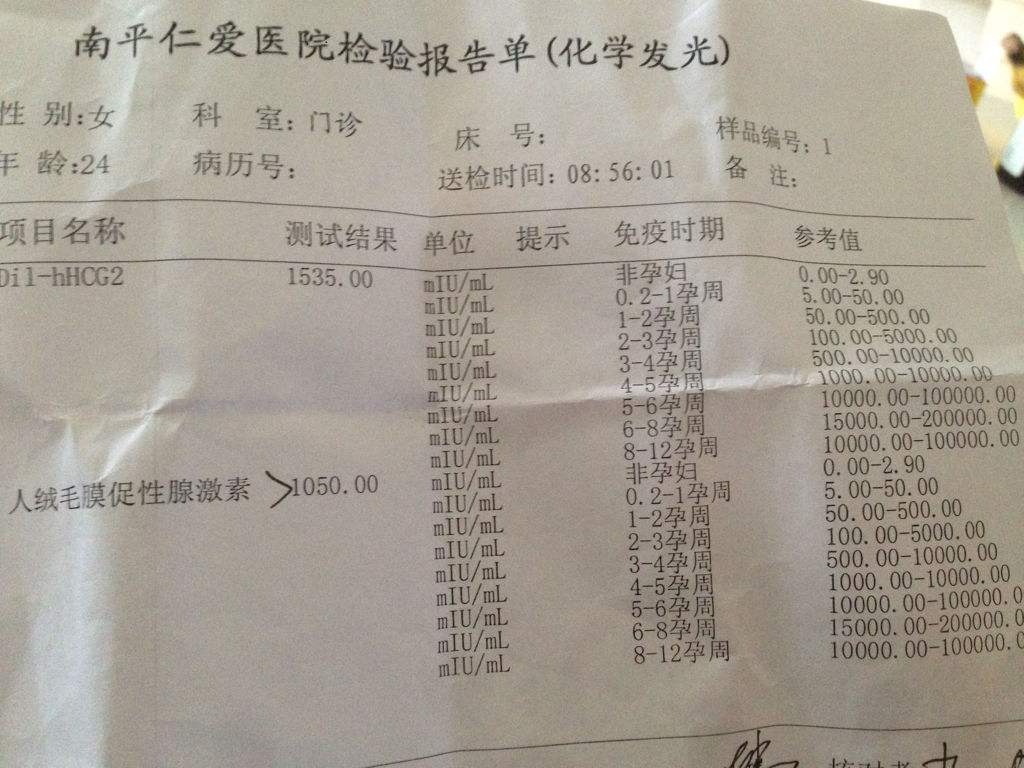 南平仁爱医院检验报告单(化学发光)
性 别:女 科 室:门诊 床 号: 样品编号:1
年 龄:24 病历号: 送检时间:08:56:01 备 注:
项目名称 测试结果 单位 提示 免疫时期 参考值
Dil-hHCG2 1535.00 mIU/mL 非孕妇 0.00-2.90
mIU/mL 0.2-1孕周 5.00-50.00
mIU/mL 1-2孕周 50.00-500.00
mIU/mL 2-3孕周 100.00-5000.00
mIU/mL 3-4孕周 500.00-10000.00
mIU/mL 4-5孕周 1000.00-10000.00
mIU/mL 5-6孕周 10000.00-100000.00
mIU/mL 6-8孕周 15000.00-200000.00
mIU/mL 8-12孕周 10000.00-100000.00
人绒毛膜促性腺激素 >1050.00 mIU/mL 非孕妇 0.00-2.90
mIU/mL 0.2-1孕周 5.00-50.00
mIU/mL 1-2孕周 50.00-500.00
mIU/mL 2-3孕周 100.00-5000.00
mIU/mL 3-4孕周 500.00-10000.00
mIU/mL 4-5孕周 1000.00-10000.00
mIU/mL 5-6孕周 10000.00-100000.0
mIU/mL 6-8孕周 15000.00-200000.0
mIU/mL 8-12孕周 10000.00-100000.0
核对者